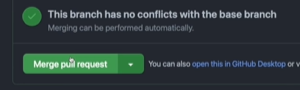 This branch has no conflicts with the base branch
Merging can be performed automatically.
Merge pull request
You can also open this in GitHub Desktop or v